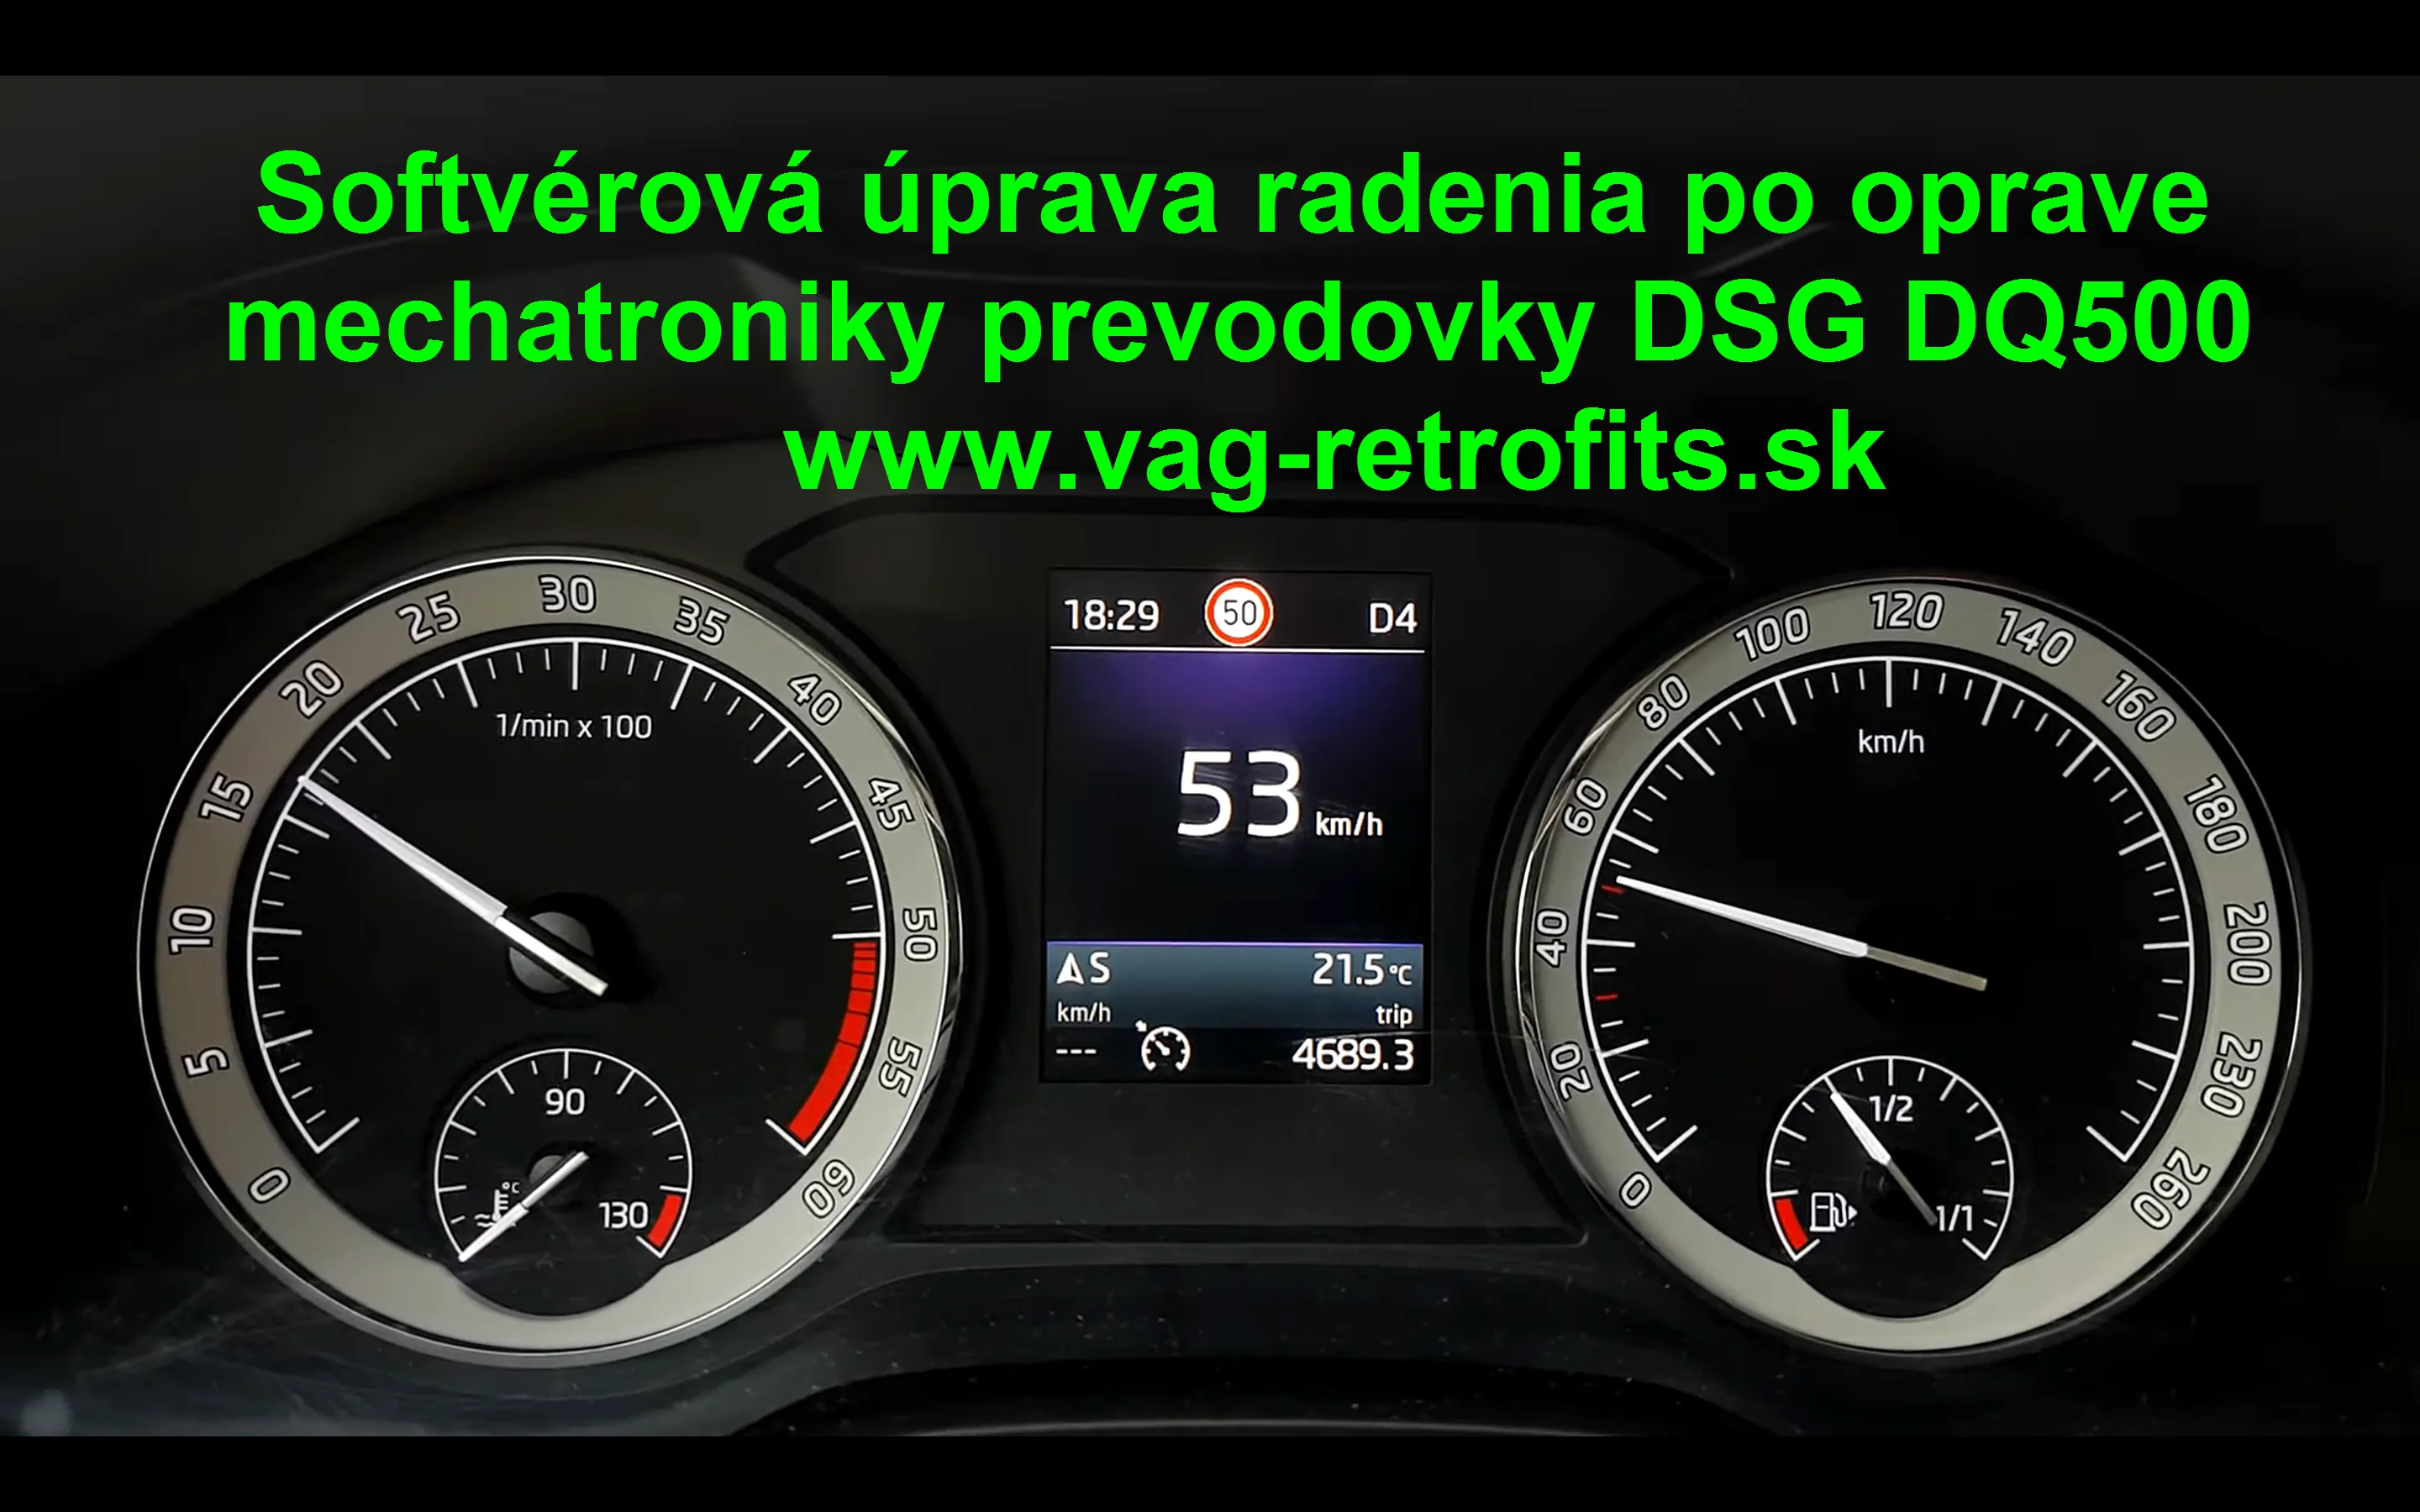 Softvérová úprava radenia po oprave
mechatroniky prevodovky DSG DQ500
www.vag-retrofits.sk
18:29 50 D4
53 km/h
S 21.5°C
km/h trip
--- 4689.3
0 5 10 15 20 25 30 35 40 45 50 55 60
1/min x 100
90
°C
130
0 20 40 60 80 100 120 140 160 180 200 230 260
km/h
1/2
1/1